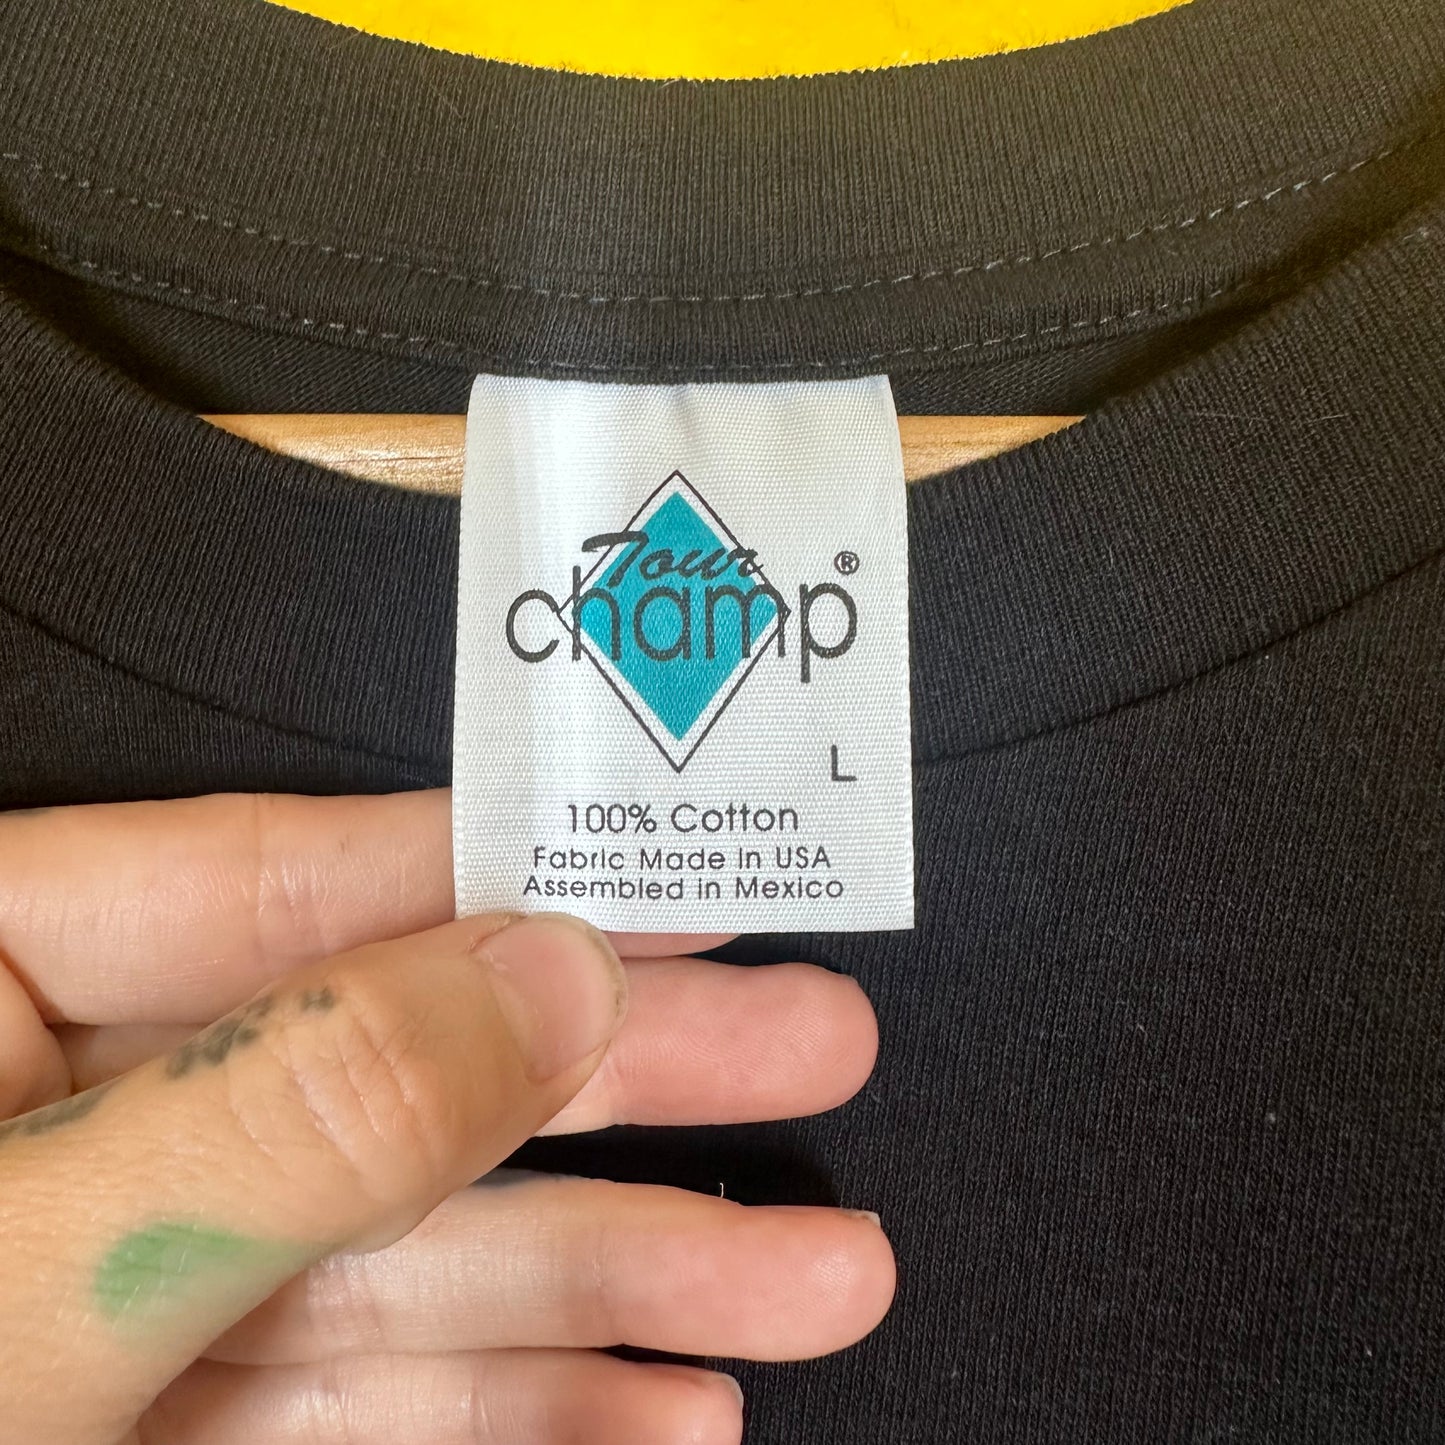 Tour
champ®
L
100% Cotton
Fabric Made in USA
Assembled in Mexico